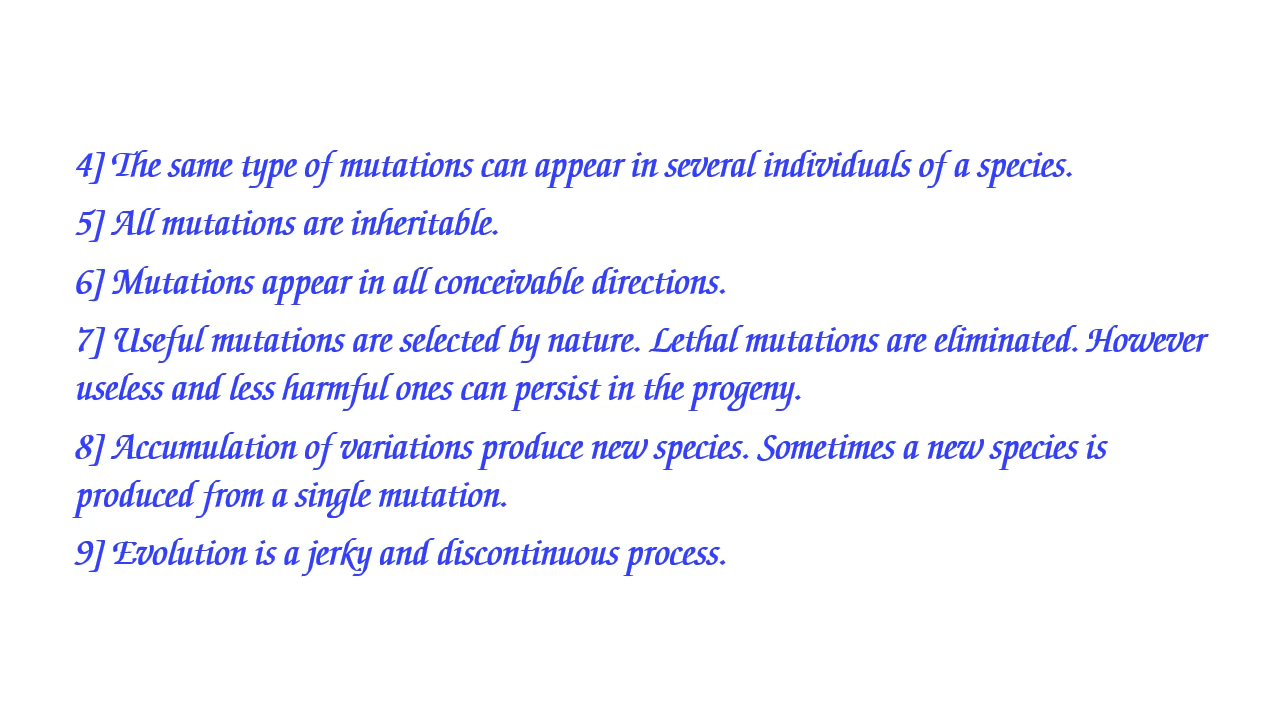 4] The same type of mutations can appear in several individuals of a species.
5] All mutations are inheritable.
6] Mutations appear in all conceivable directions.
7] Useful mutations are selected by nature. Lethal mutations are eliminated. However
useless and less harmful ones can persist in the progeny.
8] Accumulation of variations produce new species. Sometimes a new species is
produced from a single mutation.
9] Evolution is a jerky and discontinuous process.